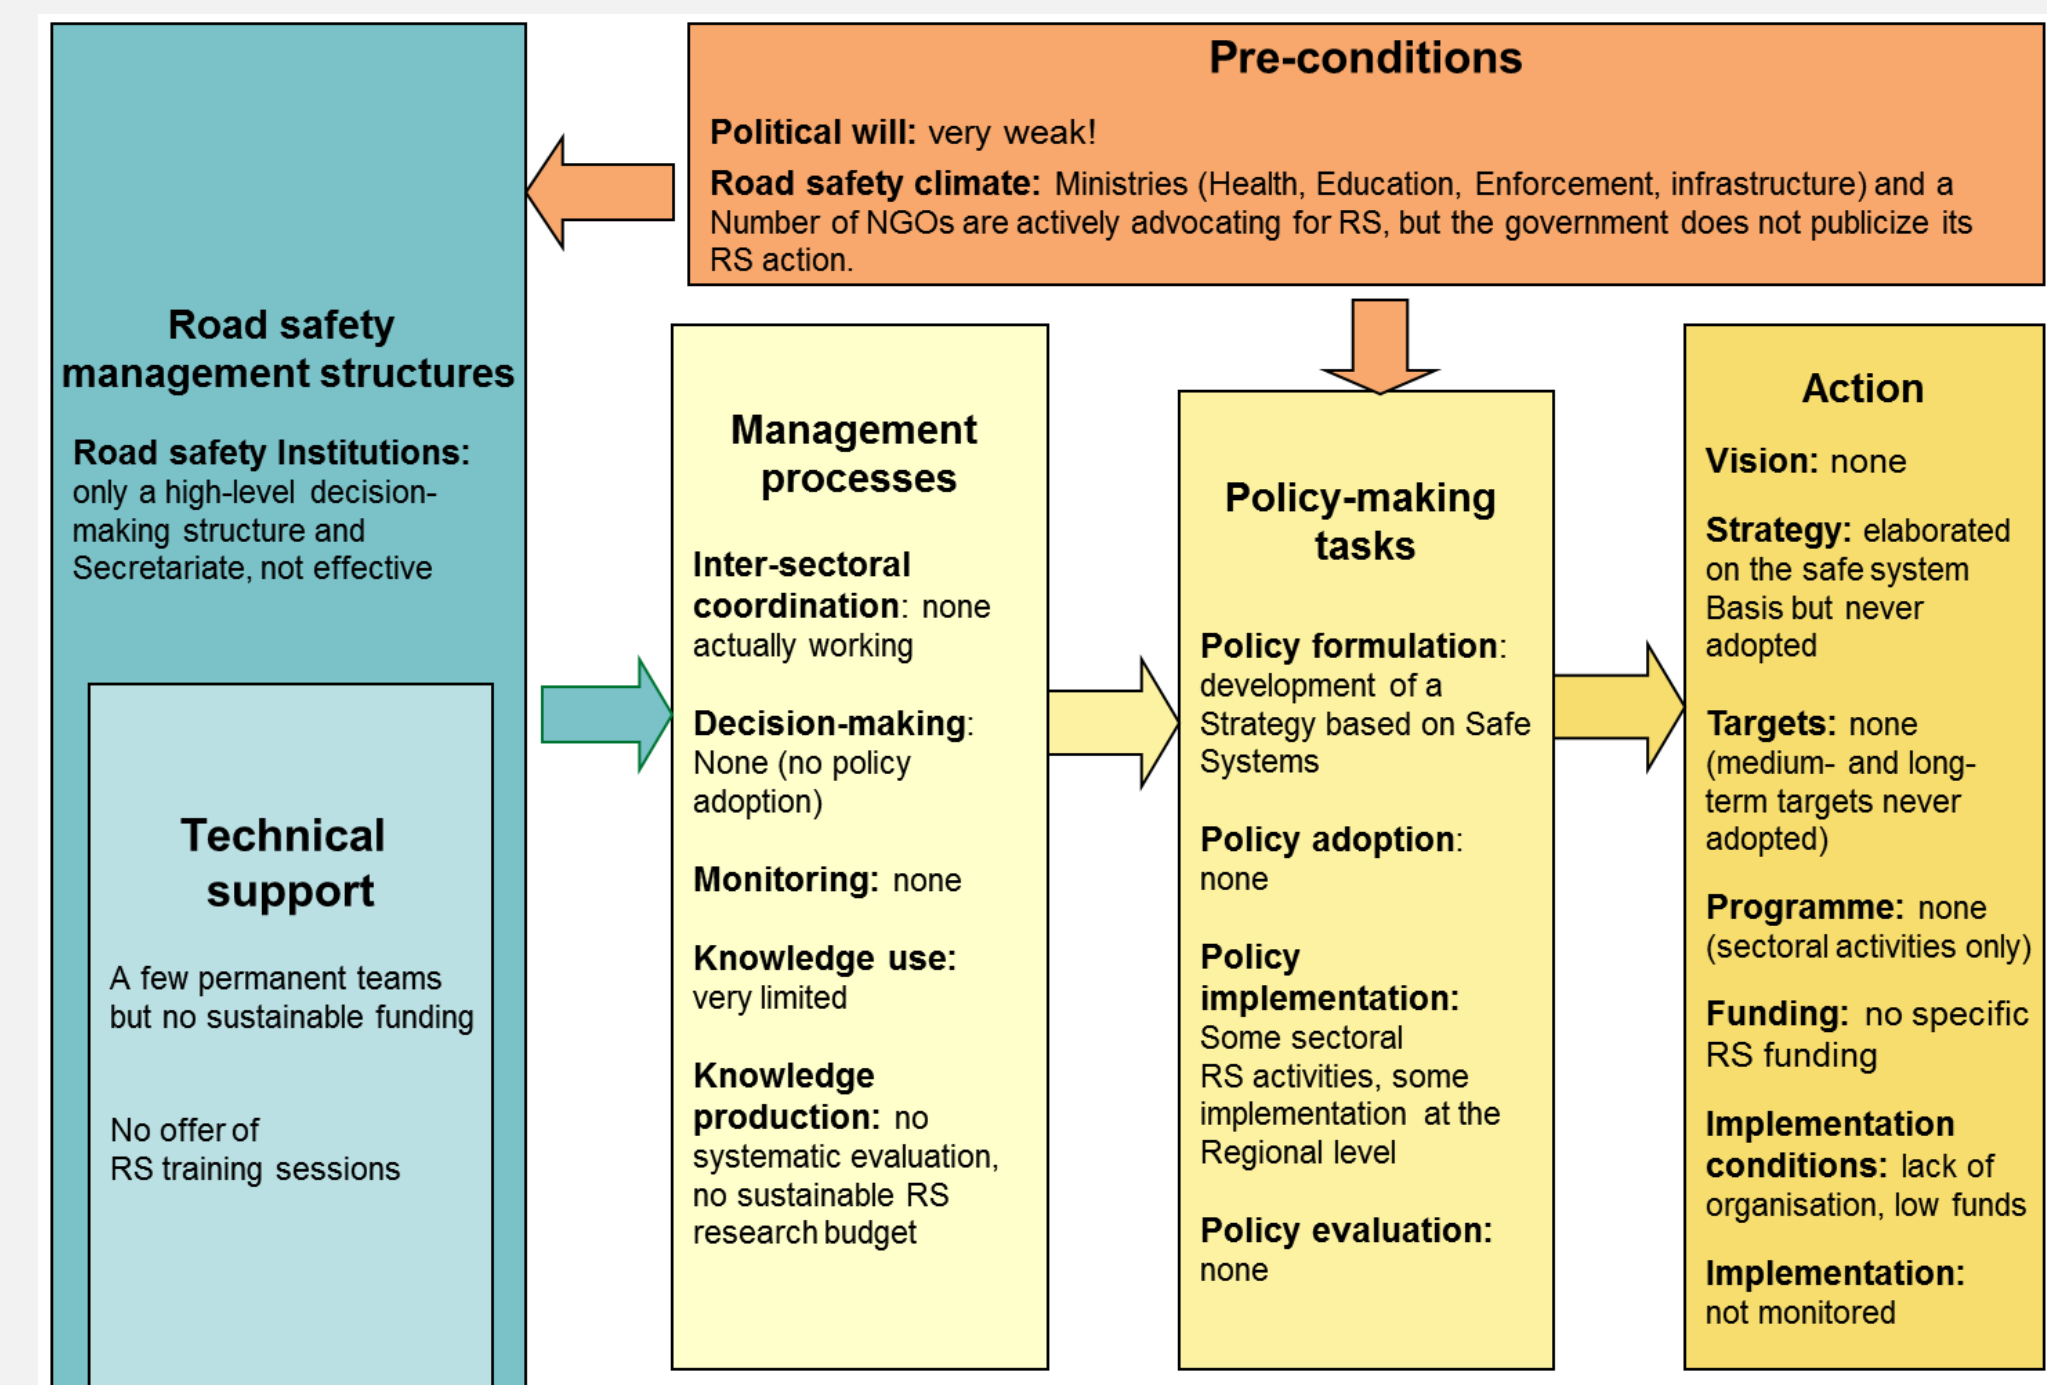 Pre-conditions
Political will: very weak!
Road safety climate: Ministries (Health, Education, Enforcement, infrastructure) and a
Number of NGOs are actively advocating for RS, but the government does not publicize its
RS action.
Road safety
management structures
Road safety Institutions:
only a high-level decision-
making structure and
Secretariate, not effective
Technical
support
A few permanent teams
but no sustainable funding
No offer of
RS training sessions
Management
processes
Inter-sectoral
coordination: none
actually working
Decision-making:
None (no policy
adoption)
Monitoring: none
Knowledge use:
very limited
Knowledge
production: no
systematic evaluation,
no sustainable RS
research budget
Policy-making
tasks
Policy formulation:
development of a
Strategy based on Safe
Systems
Policy adoption:
none
Policy
implementation:
Some sectoral
RS activities, some
implementation at the
Regional level
Policy evaluation:
none
Action
Vision: none
Strategy: elaborated
on the safe system
Basis but never
adopted
Targets: none
(medium- and long-
term targets never
adopted)
Programme: none
(sectoral activities only)
Funding: no specific
RS funding
Implementation
conditions: lack of
organisation, low funds
Implementation:
not monitored